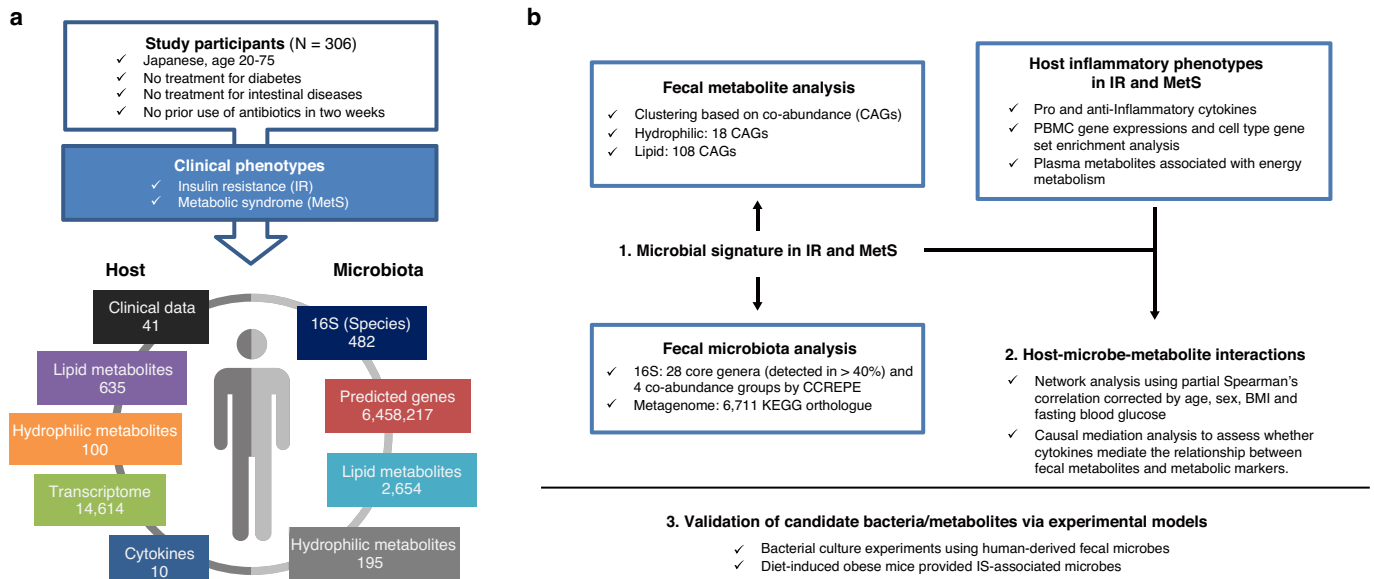 a
Study participants (N = 306)
✓ Japanese, age 20-75
✓ No treatment for diabetes
✓ No treatment for intestinal diseases
✓ No prior use of antibiotics in two weeks
Clinical phenotypes
✓ Insulin resistance (IR)
✓ Metabolic syndrome (MetS)
Host
Microbiota
Clinical data
41
Lipid metabolites
635
Hydrophilic metabolites
100
Transcriptome
14,614
Cytokines
10
16S (Species)
482
Predicted genes
6,458,217
Lipid metabolites
2,654
Hydrophilic metabolites
195
b
Fecal metabolite analysis
✓ Clustering based on co-abundance (CAGs)
✓ Hydrophilic: 18 CAGs
✓ Lipid: 108 CAGs
Host inflammatory phenotypes
in IR and MetS
✓ Pro and anti-Inflammatory cytokines
✓ PBMC gene expressions and cell type gene
set enrichment analysis
✓ Plasma metabolites associated with energy
metabolism
1. Microbial signature in IR and MetS
Fecal microbiota analysis
✓ 16S: 28 core genera (detected in > 40%) and
4 co-abundance groups by CCREPE
✓ Metagenome: 6,711 KEGG orthologue
2. Host-microbe-metabolite interactions
✓ Network analysis using partial Spearman's
correlation corrected by age, sex, BMI and
fasting blood glucose
✓ Causal mediation analysis to assess whether
cytokines mediate the relationship between
fecal metabolites and metabolic markers.
3. Validation of candidate bacteria/metabolites via experimental models
✓ Bacterial culture experiments using human-derived fecal microbes
✓ Diet-induced obese mice provided IS-associated microbes